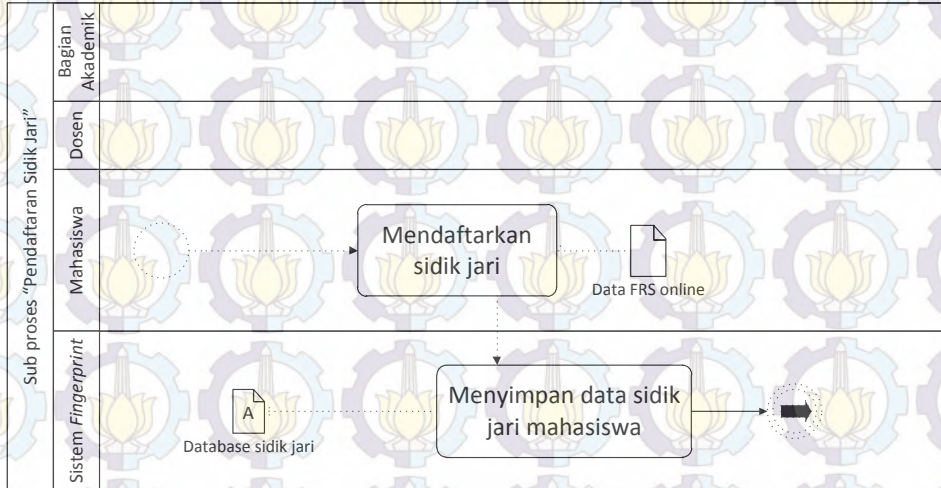 Sub proses “Pendaftaran Sidik Jari”
Bagian
Akademik
Dosen
Mahasiswa
Mendaftarkan
sidik jari
Data FRS online
Sistem Fingerprint
A
Database sidik jari
Menyimpan data sidik
jari mahasiswa